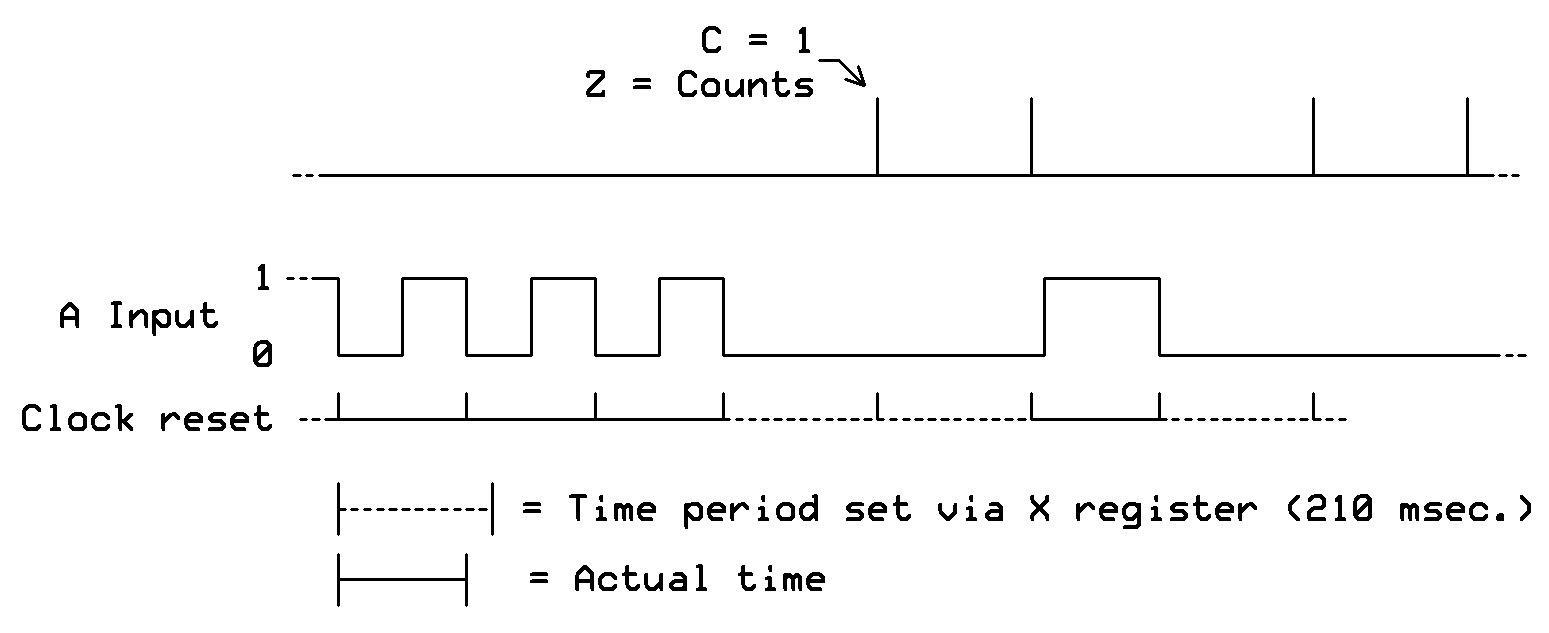 C = 1
Z = Counts
1
A Input
0
Clock reset
= Time period set via X register (210 msec.)
= Actual time